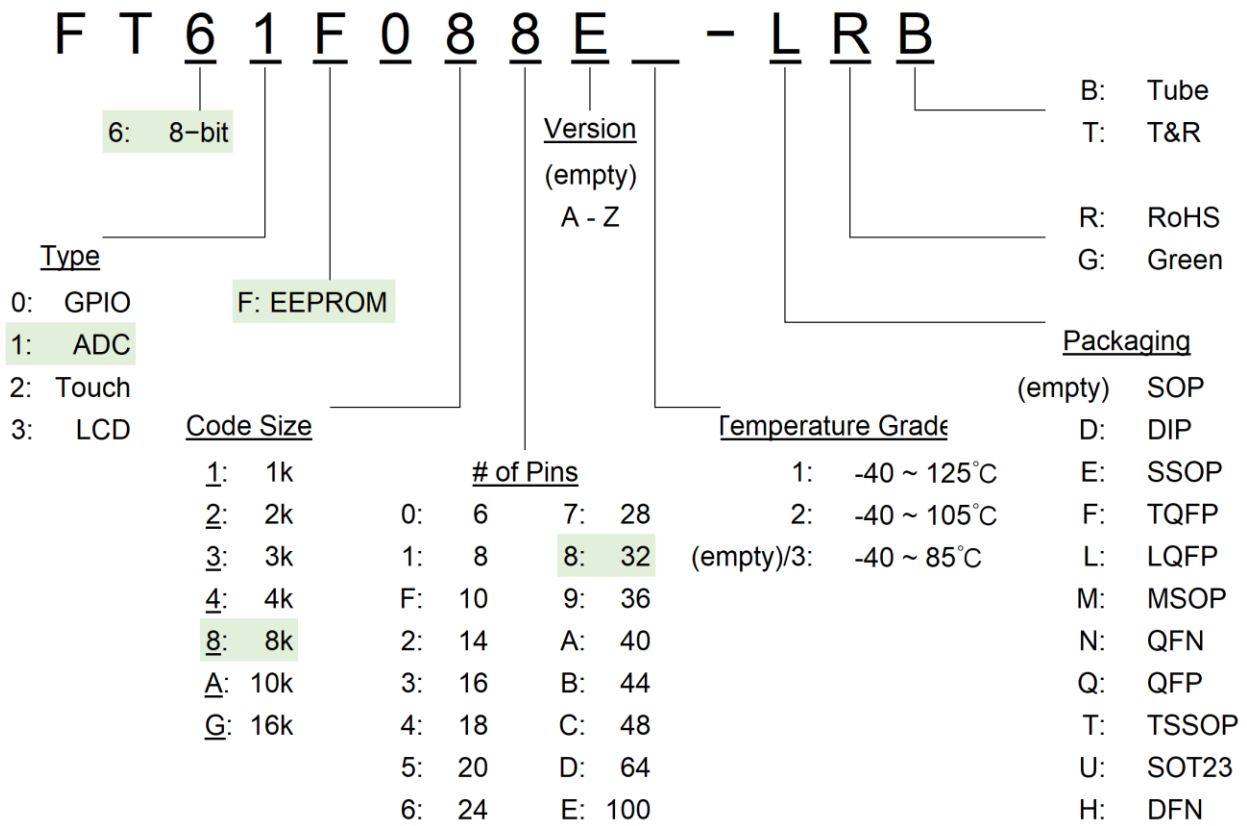 F T 6 1 F 0 8 8 E _ - L R B
6: 8-bit
Type
0: GPIO
1: ADC
2: Touch
3: LCD
F: EEPROM
Code Size
1: 1k
2: 2k
3: 3k
4: 4k
8: 8k
A: 10k
G: 16k
# of Pins
0: 6
1: 8
F: 10
2: 14
3: 16
4: 18
5: 20
6: 24
7: 28
8: 32
9: 36
A: 40
B: 44
C: 48
D: 64
E: 100
Version
(empty)
A - Z
Temperature Grade
1: -40 ~ 125℃
2: -40 ~ 105℃
(empty)/3: -40 ~ 85℃
B: Tube
T: T&R
R: RoHS
G: Green
Packaging
(empty) SOP
D: DIP
E: SSOP
F: TQFP
L: LQFP
M: MSOP
N: QFN
Q: QFP
T: TSSOP
U: SOT23
H: DFN